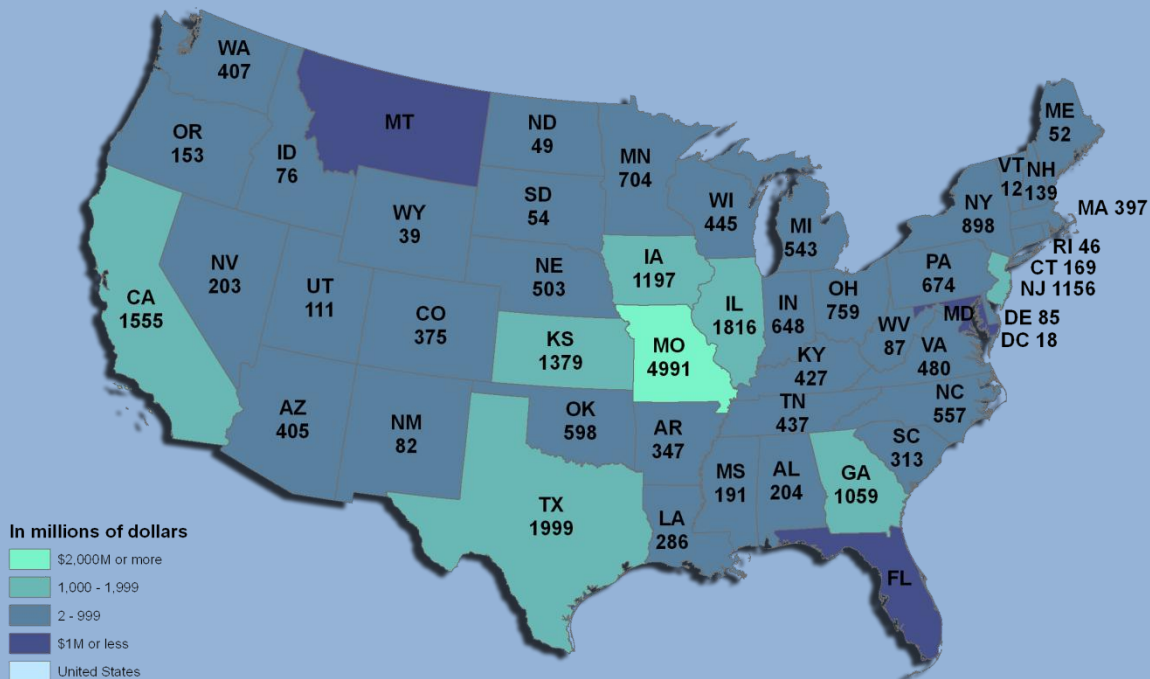 WA
407
OR
153
ID
76
MT
ND
49
MN
704
SD
54
WY
39
WI
445
MI
543
ME
52
VT
12
NH
139
NY
898
MA 397
RI 46
CT 169
NJ 1156
PA
674
NV
203
UT
111
CA
1555
CO
375
NE
503
IA
1197
IL
1816
IN
648
OH
759
WV
87
MD
DE 85
DC 18
VA
480
KS
1379
MO
4991
KY
427
NC
557
TN
437
SC
313
AZ
405
NM
82
OK
598
AR
347
MS
191
AL
204
GA
1059
TX
1999
LA
286
FL
In millions of dollars
$2,000M or more
1,000 - 1,999
2 - 999
$1M or less
United States